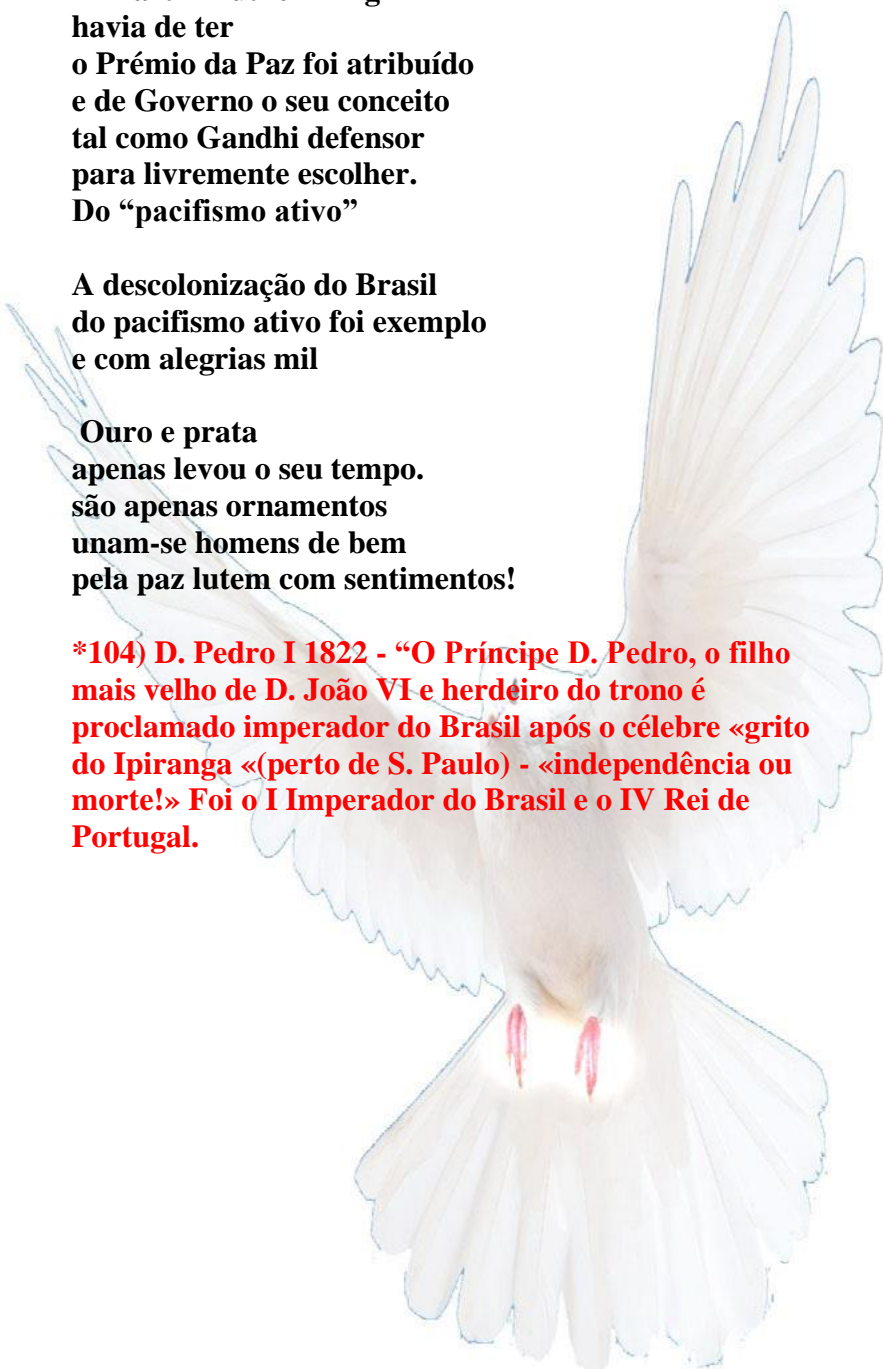 havia de ter
o Prémio da Paz foi atribuído
e de Governo o seu conceito
tal como Gandhi defensor
para livremente escolher.
Do “pacifismo ativo”

A descolonização do Brasil
do pacifismo ativo foi exemplo
e com alegrias mil

Ouro e prata
apenas levou o seu tempo.
são apenas ornamentos
unam-se homens de bem
pela paz lutem com sentimentos!

*104) D. Pedro I 1822 - “O Príncipe D. Pedro, o filho
mais velho de D. João VI e herdeiro do trono é
proclamado imperador do Brasil após o célebre «grito
do Ipiranga «(perto de S. Paulo) - «independência ou
morte!» Foi o I Imperador do Brasil e o IV Rei de
Portugal.